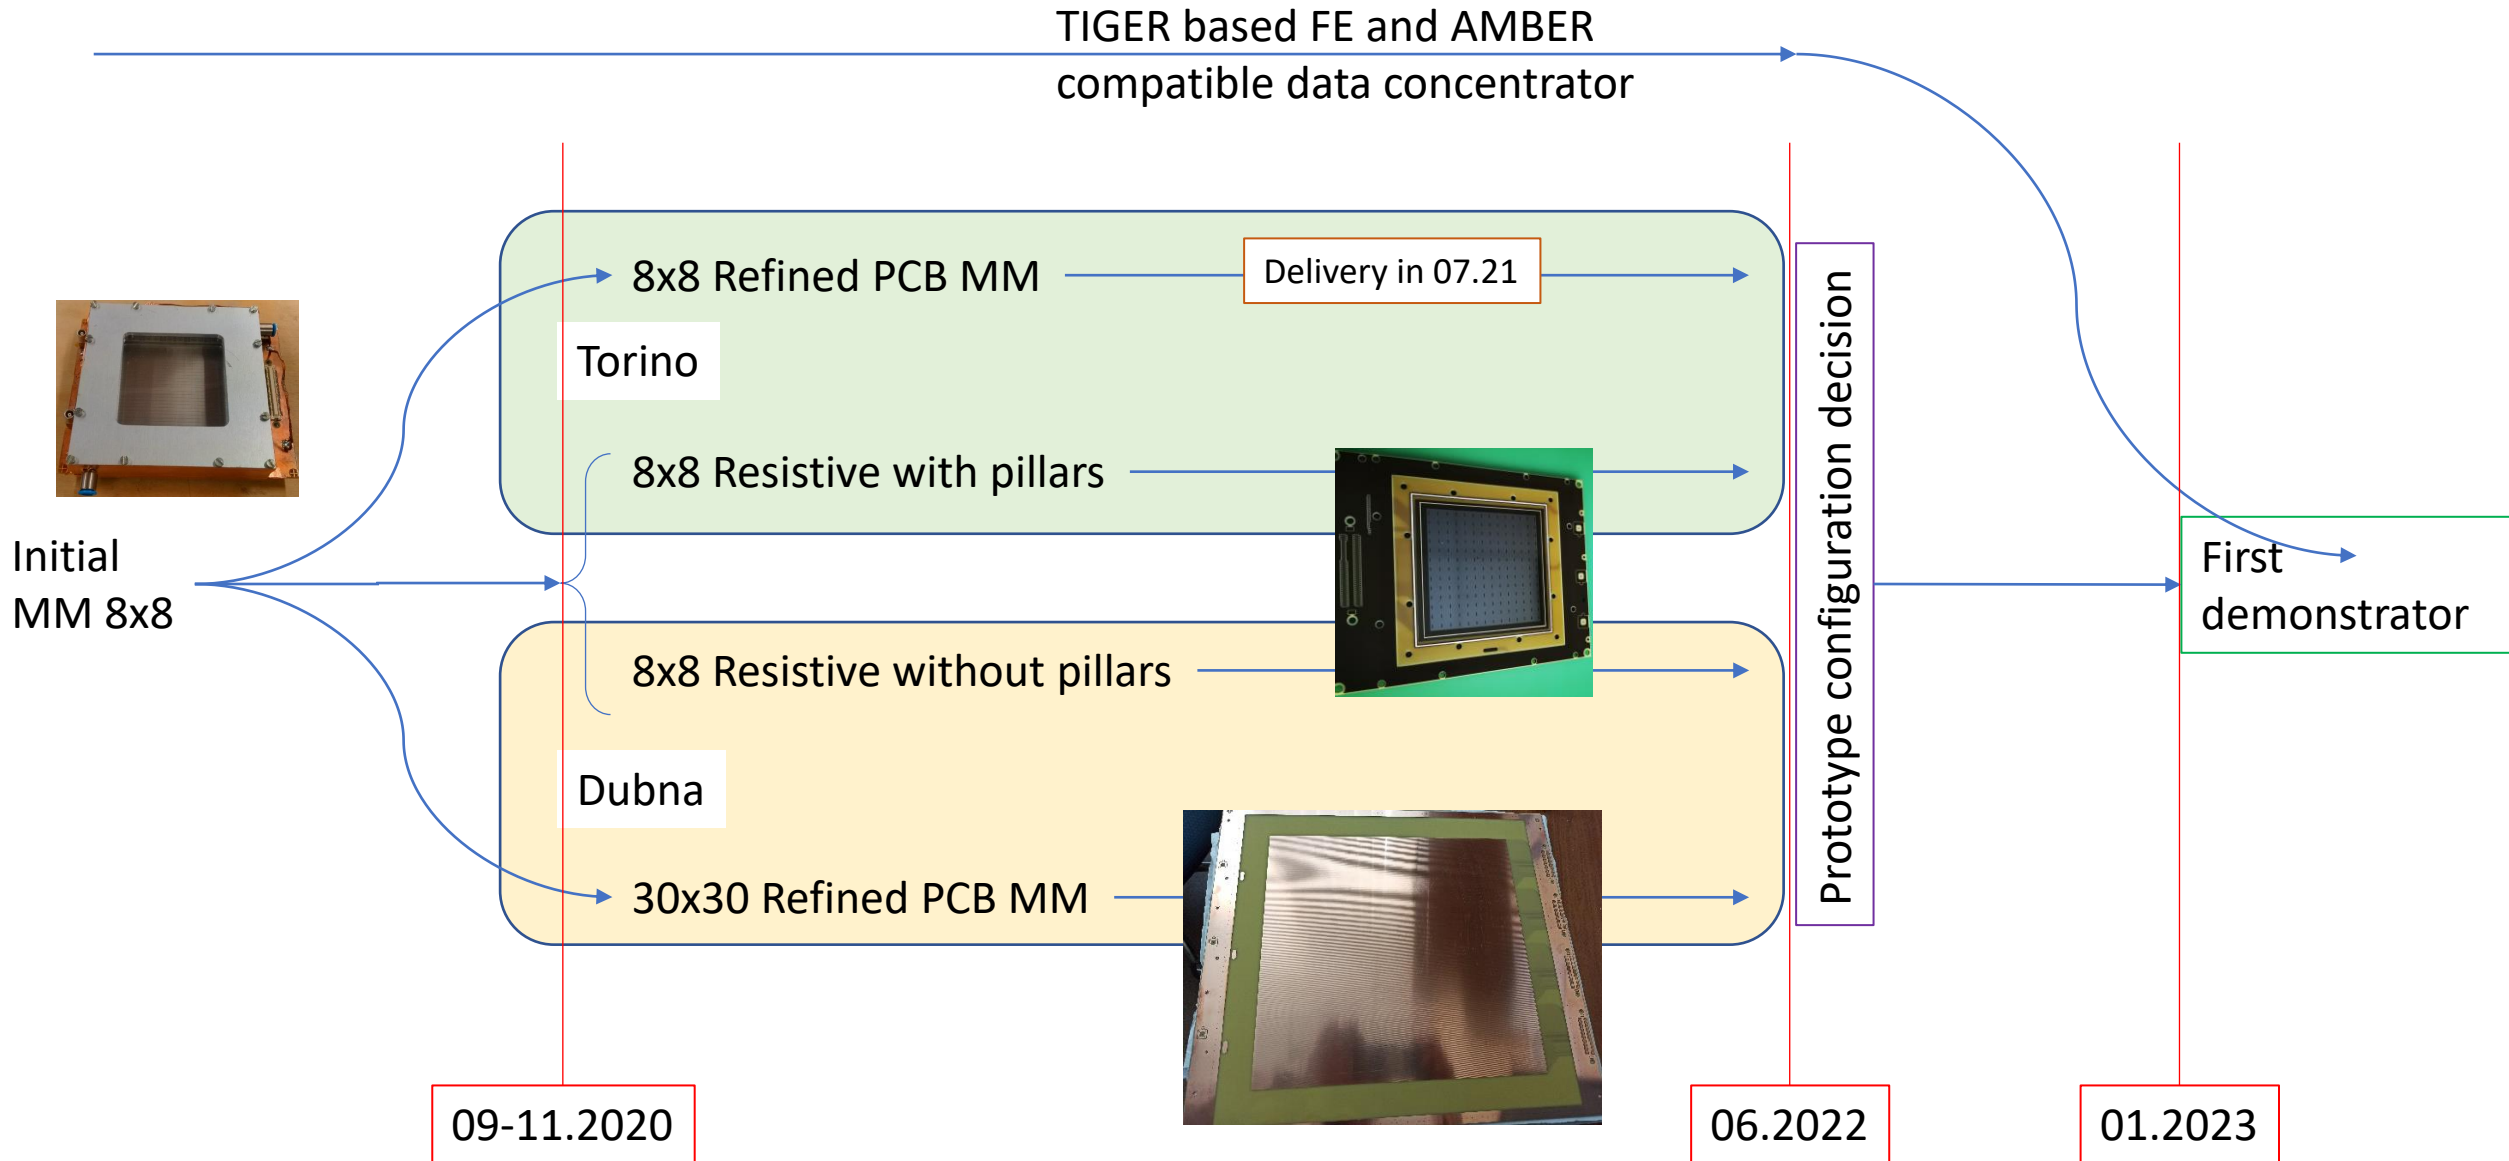 TIGER based FE and AMBER
compatible data concentrator
8x8 Refined PCB MM
Delivery in 07.21
Torino
8x8 Resistive with pillars
Initial
MM 8x8
8x8 Resistive without pillars
Dubna
30x30 Refined PCB MM
Prototype configuration decision
First
demonstrator
09-11.2020
06.2022
01.2023